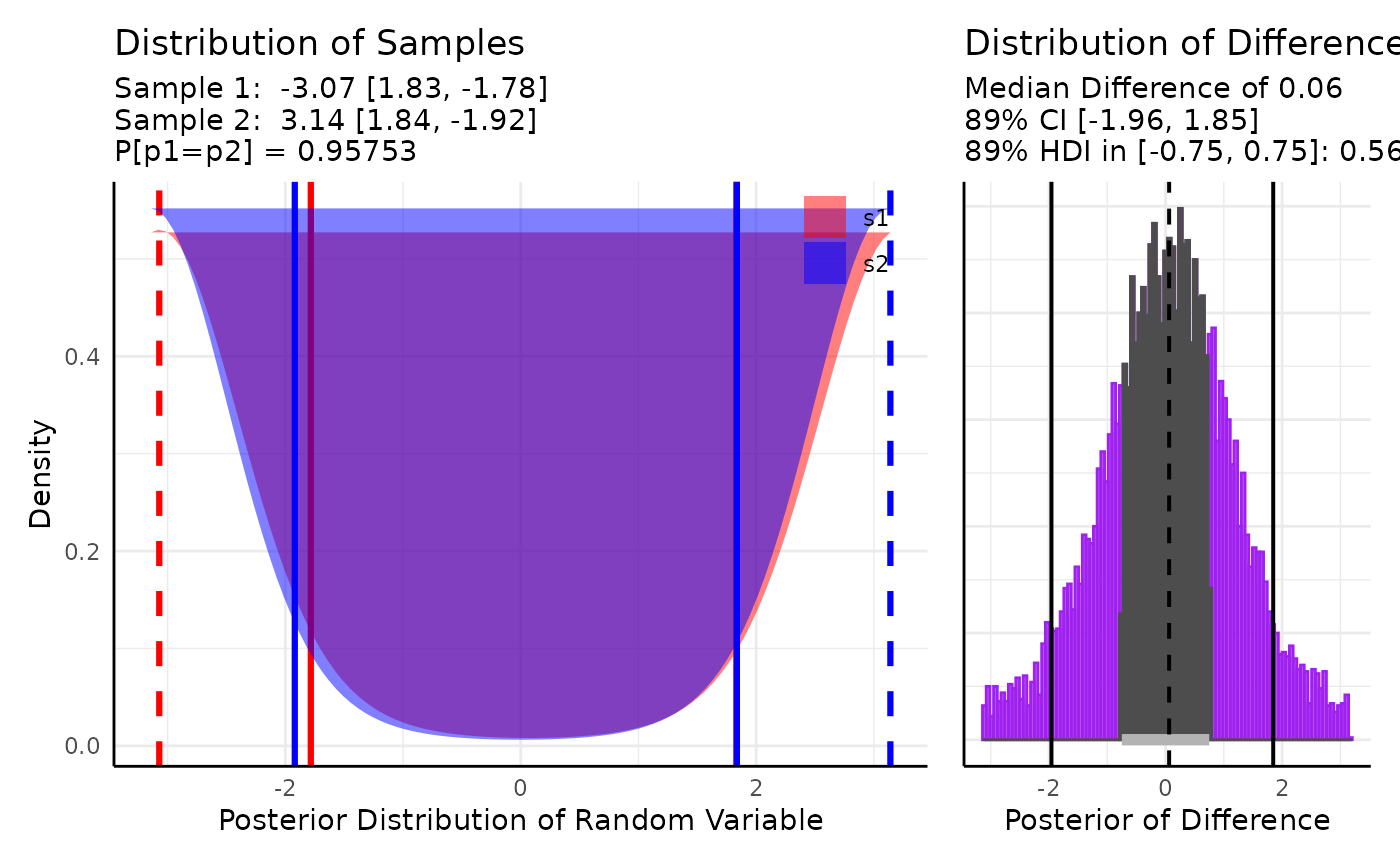 Distribution of Samples
Sample 1:  -3.07 [1.83, -1.78]
Sample 2:  3.14 [1.84, -1.92]
P[p1=p2] = 0.95753
s1
s2
0.4
0.2
0.0
Density
-2 0 2
Posterior Distribution of Random Variable
Distribution of Difference
Median Difference of 0.06
89% CI [-1.96, 1.85]
89% HDI in [-0.75, 0.75]: 0.56
-2 0 2
Posterior of Difference